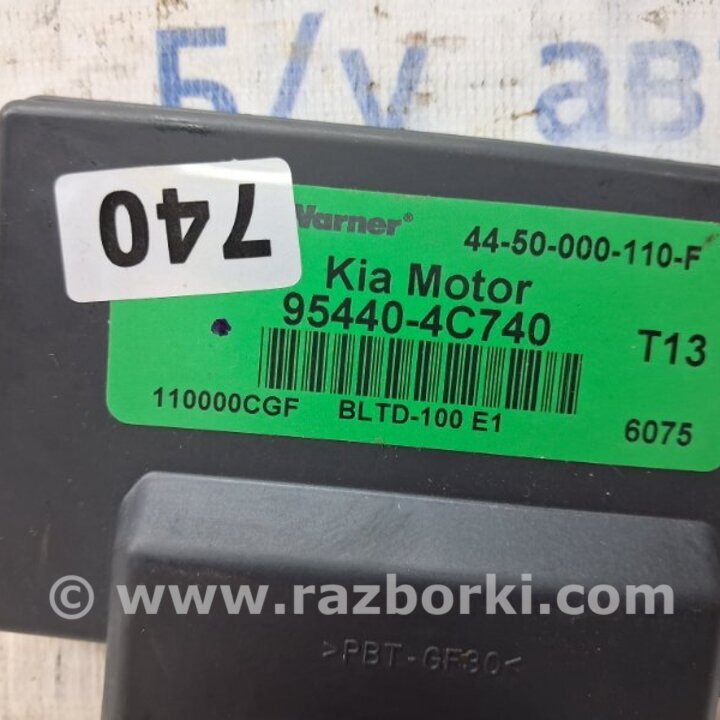 б/у ав
740
Warner®
44-50-000-110-F
Kia Motor
95440-4C740
T13
110000CGF
BLTD-100 E1
6075
© www.razborki.com
>PBT-GF30<